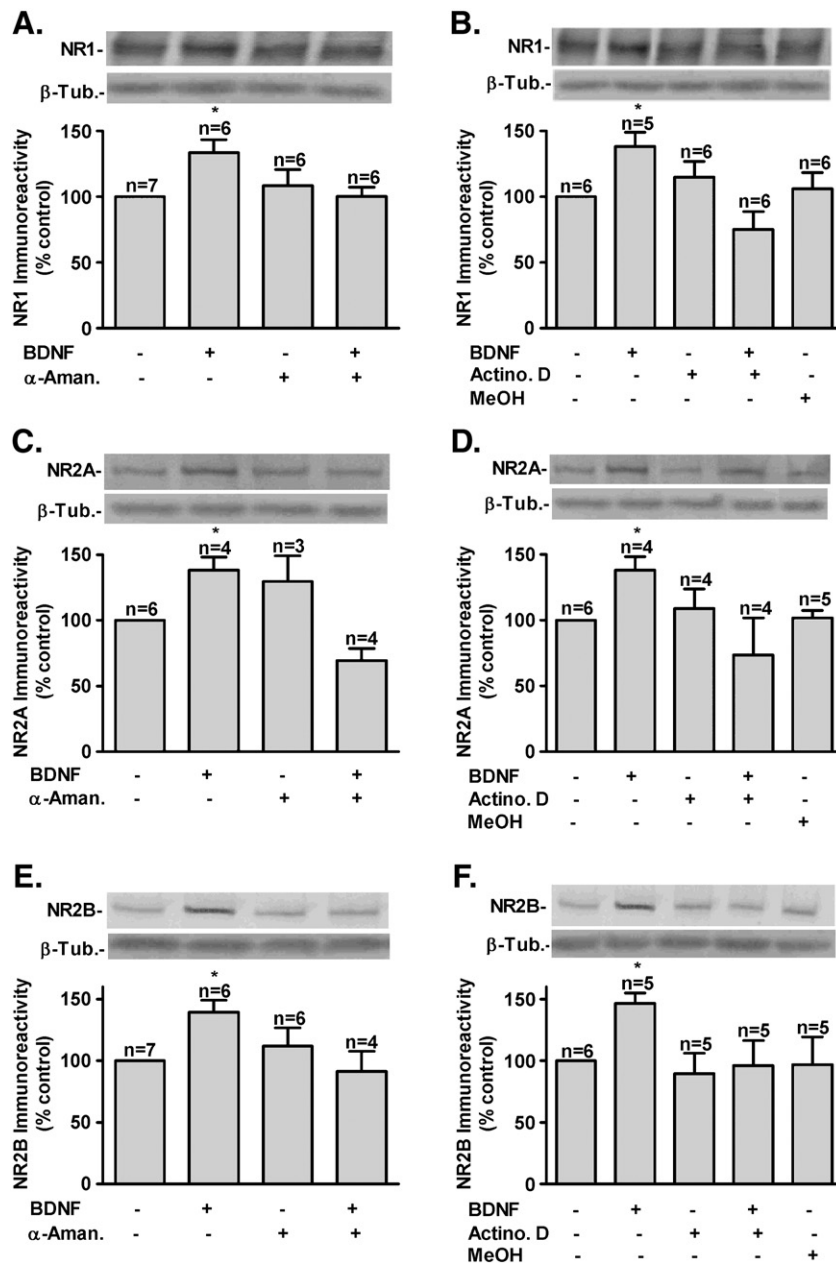 A.
NR1-
β-Tub.-
*
NR1 Immunoreactivity
(% control)
150
100
50
0
n=7
n=6
n=6
n=6
BDNF - + - +
α-Aman. - - + +
B.
NR1-
β-Tub.-
*
NR1 Immunoreactivity
(% control)
150
100
50
0
n=6
n=5
n=6
n=6
n=6
BDNF - + - + -
Actino. D - - + + -
MeOH - - - - +
C.
NR2A-
β-Tub.-
*
NR2A Immunoreactivity
(% control)
150
100
50
0
n=6
n=4
n=3
n=4
BDNF - + - +
α-Aman. - - + +
D.
NR2A-
β-Tub.-
*
NR2A Immunoreactivity
(% control)
150
100
50
0
n=6
n=4
n=4
n=4
n=5
BDNF - + - + -
Actino. D - - + + -
MeOH - - - - +
E.
NR2B-
β-Tub.-
*
NR2B Immunoreactivity
(% control)
150
100
50
0
n=7
n=6
n=6
n=4
BDNF - + - +
α-Aman. - - + +
F.
NR2B-
β-Tub.-
*
NR2B Immunoreactivity
(% control)
150
100
50
0
n=6
n=5
n=5
n=5
n=5
BDNF - + - + -
Actino. D - - + + -
MeOH - - - - +